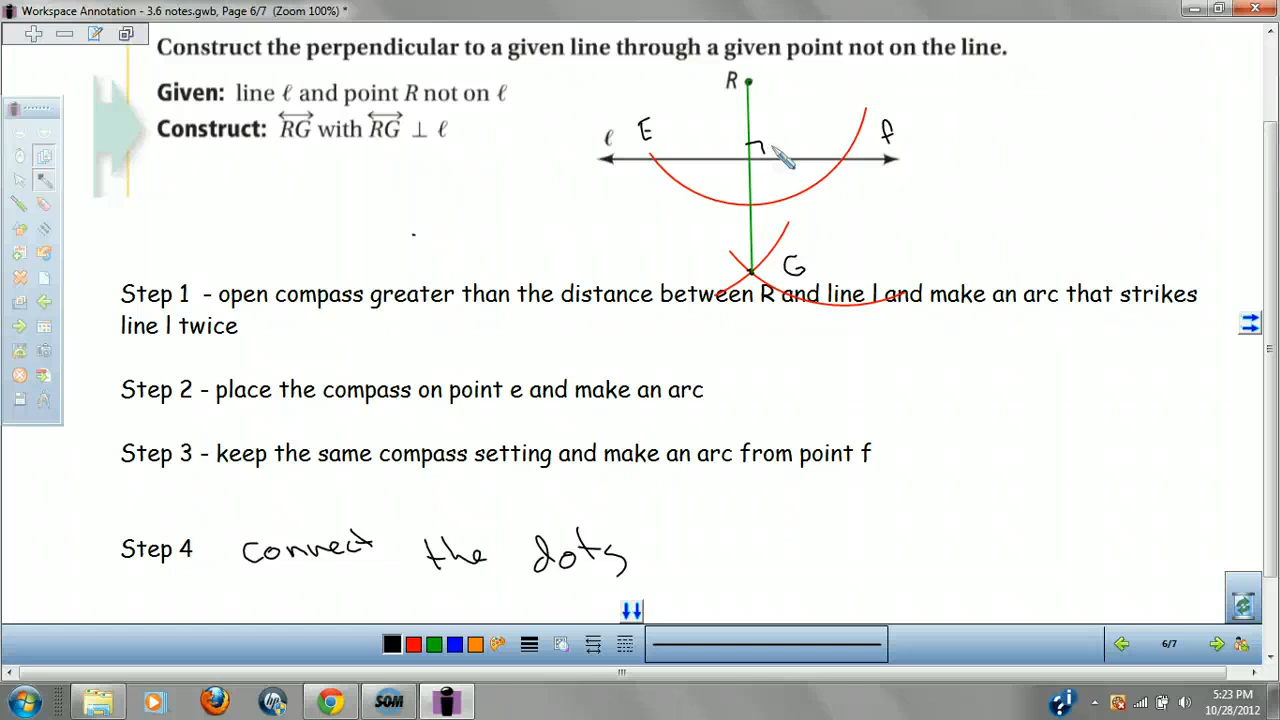 Workspace Annotation - 3.6 notes.gwb, Page 6/7 (Zoom 100%) *
Construct the perpendicular to a given line through a given point not on the line.
Given: line ℓ and point R not on ℓ
Construct: RG with RG ⊥ ℓ
R
ℓ
E
f
G
Step 1 - open compass greater than the distance between R and line l and make an arc that strikes
line l twice
Step 2 - place the compass on point e and make an arc
Step 3 - keep the same compass setting and make an arc from point f
Step 4 connect the dots
6/7
hp
SOM
5:23 PM
10/28/2012